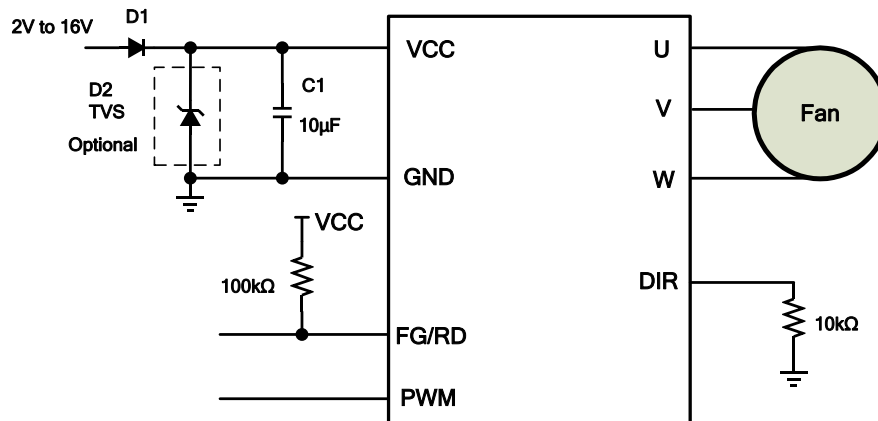 2V to 16V
D1
D2
TVS
Optional
C1
10µF
VCC
GND
VCC
100kΩ
FG/RD
PWM
U
V
W
Fan
DIR
10kΩ